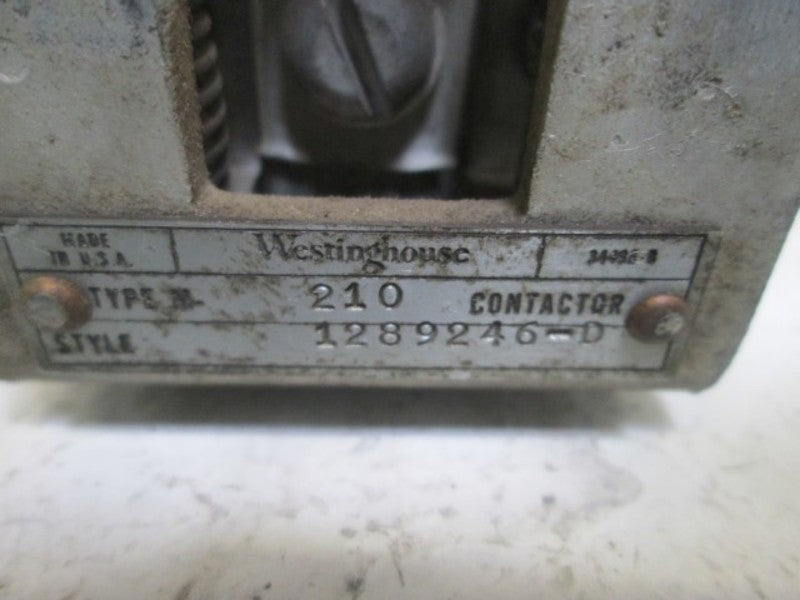 MADE
IN U.S.A.
Westinghouse
TYPE M- 210 CONTACTOR
STYLE 1289246-D